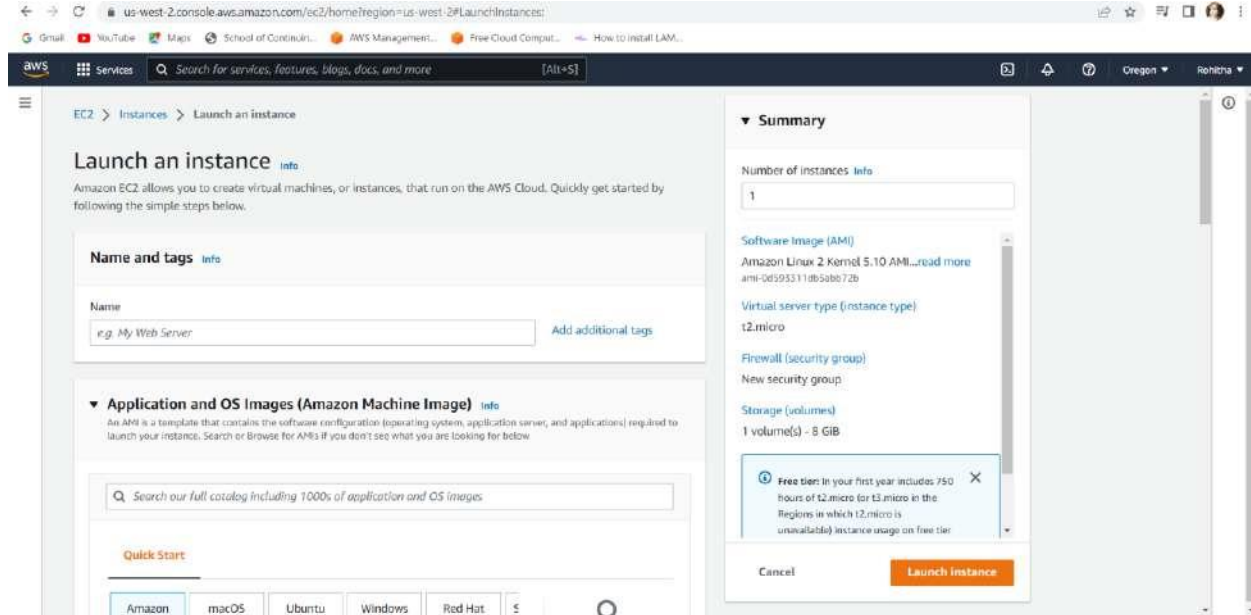 us-west-2.console.aws.amazon.com/ec2/home?region=us-west-2#LaunchInstances:
Gmail YouTube Maps School of Continuin... AWS Management... Free Cloud Comput... How to install LAM...
aws Services Search for services, features, blogs, docs, and more [Alt+S] Oregon Rohitha
EC2 > Instances > Launch an instance
Launch an instance Info
Amazon EC2 allows you to create virtual machines, or instances, that run on the AWS Cloud. Quickly get started by
following the simple steps below.
Name and tags Info
Name
e.g. My Web Server
Add additional tags
Application and OS Images (Amazon Machine Image) Info
An AMI is a template that contains the software configuration (operating system, application server, and applications) required to
launch your instance. Search or Browse for AMIs if you don't see what you are looking for below
Search our full catalog including 1000s of application and OS images
Quick Start
Amazon macOS Ubuntu Windows Red Hat S
Summary
Number of instances Info
1
Software Image (AMI)
Amazon Linux 2 Kernel 5.10 AMI...read more
ami-0d593311db5abb72b
Virtual server type (instance type)
t2.micro
Firewall (security group)
New security group
Storage (volumes)
1 volume(s) - 8 GiB
Free tier: In your first year includes 750
hours of t2.micro (or t3.micro in the
Regions in which t2.micro is
unavailable) instance usage on free tier
Cancel
Launch instance